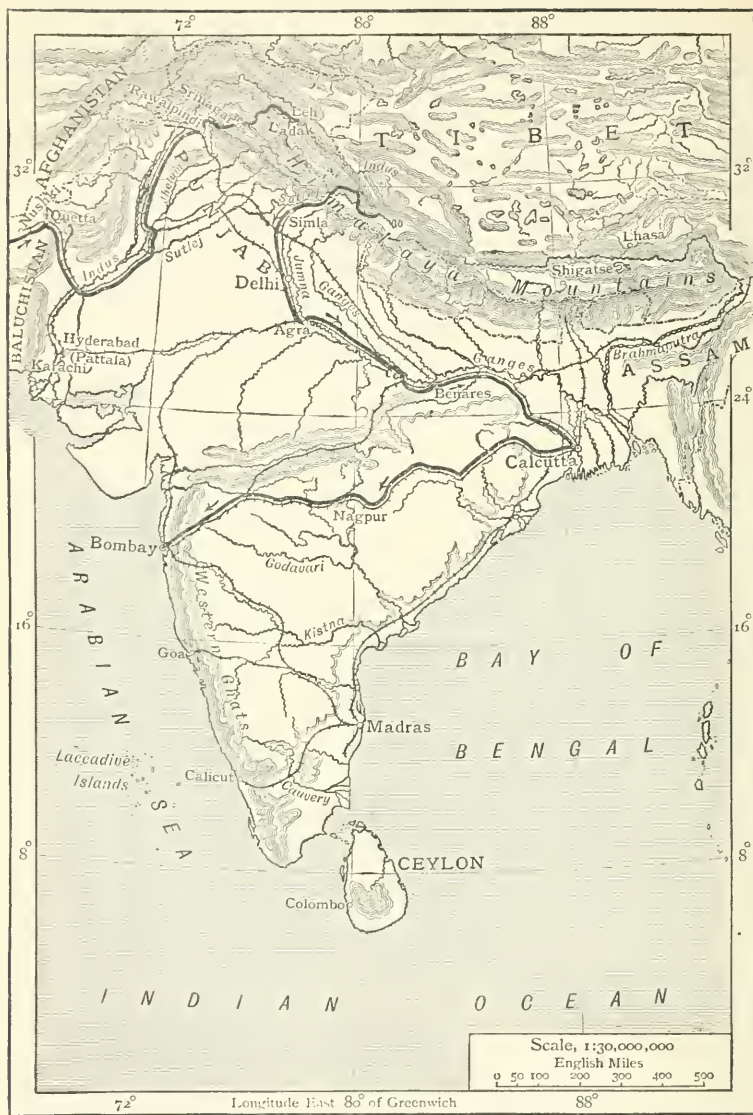 72° 80° 88°
AFGHANISTAN
Srinagar
Rawalpindi
Leh
Ladak
T I B E T
32° 32°
Jhelum
Indus
Nushki
Quetta
PUNJAB
Simla
Lhasa
Shigatse
Himalaya Mountains
Indus
Sutlej
BALUCHISTAN
Delhi
Jumna
Ganges
Agra
Hyderabad
(Pattala)
Karachi
Ganges
Brahmaputra
ASSAM
Benares
24°
Calcutta
Nagpur
Bombay
Godavari
ARABIAN SEA
Western Ghats
16° 16°
Kistna
Goa
BAY OF
BENGAL
Madras
Laccadive
Islands
Calicut
Cauvery
8° 8°
CEYLON
Colombo
INDIAN OCEAN
Scale, 1:30,000,000
English Miles
0 50 100 200 300 400 500
72° Longitude East 80° of Greenwich 88°